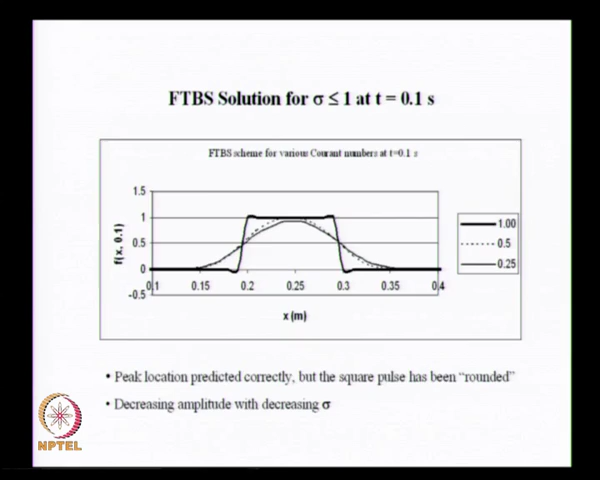 FTBS Solution for σ ≤ 1 at t = 0.1 s
FTBS scheme for various Courant numbers at t=0.1 s
1.5
1
0.5
0
-0.5
f(x, 0.1)
0.1 0.15 0.2 0.25 0.3 0.35 0.4
x (m)
1.00
0.5
0.25
• Peak location predicted correctly, but the square pulse has been “rounded”
• Decreasing amplitude with decreasing σ
NPTEL